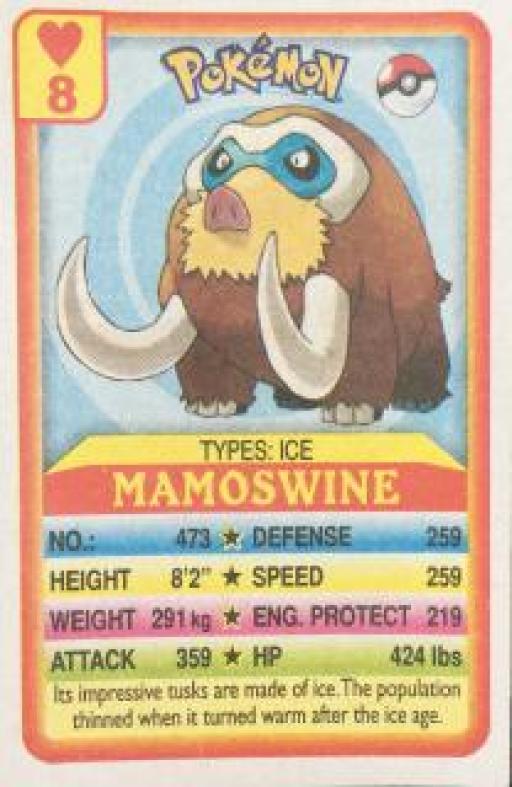 8
POKéMON
TYPES: ICE
MAMOSWINE
NO.: 473 ★ DEFENSE 259
HEIGHT 8'2" ★ SPEED 259
WEIGHT 291 kg ★ ENG. PROTECT 219
ATTACK 359 ★ HP 424 lbs
Its impressive tusks are made of ice. The population
thinned when it turned warm after the ice age.